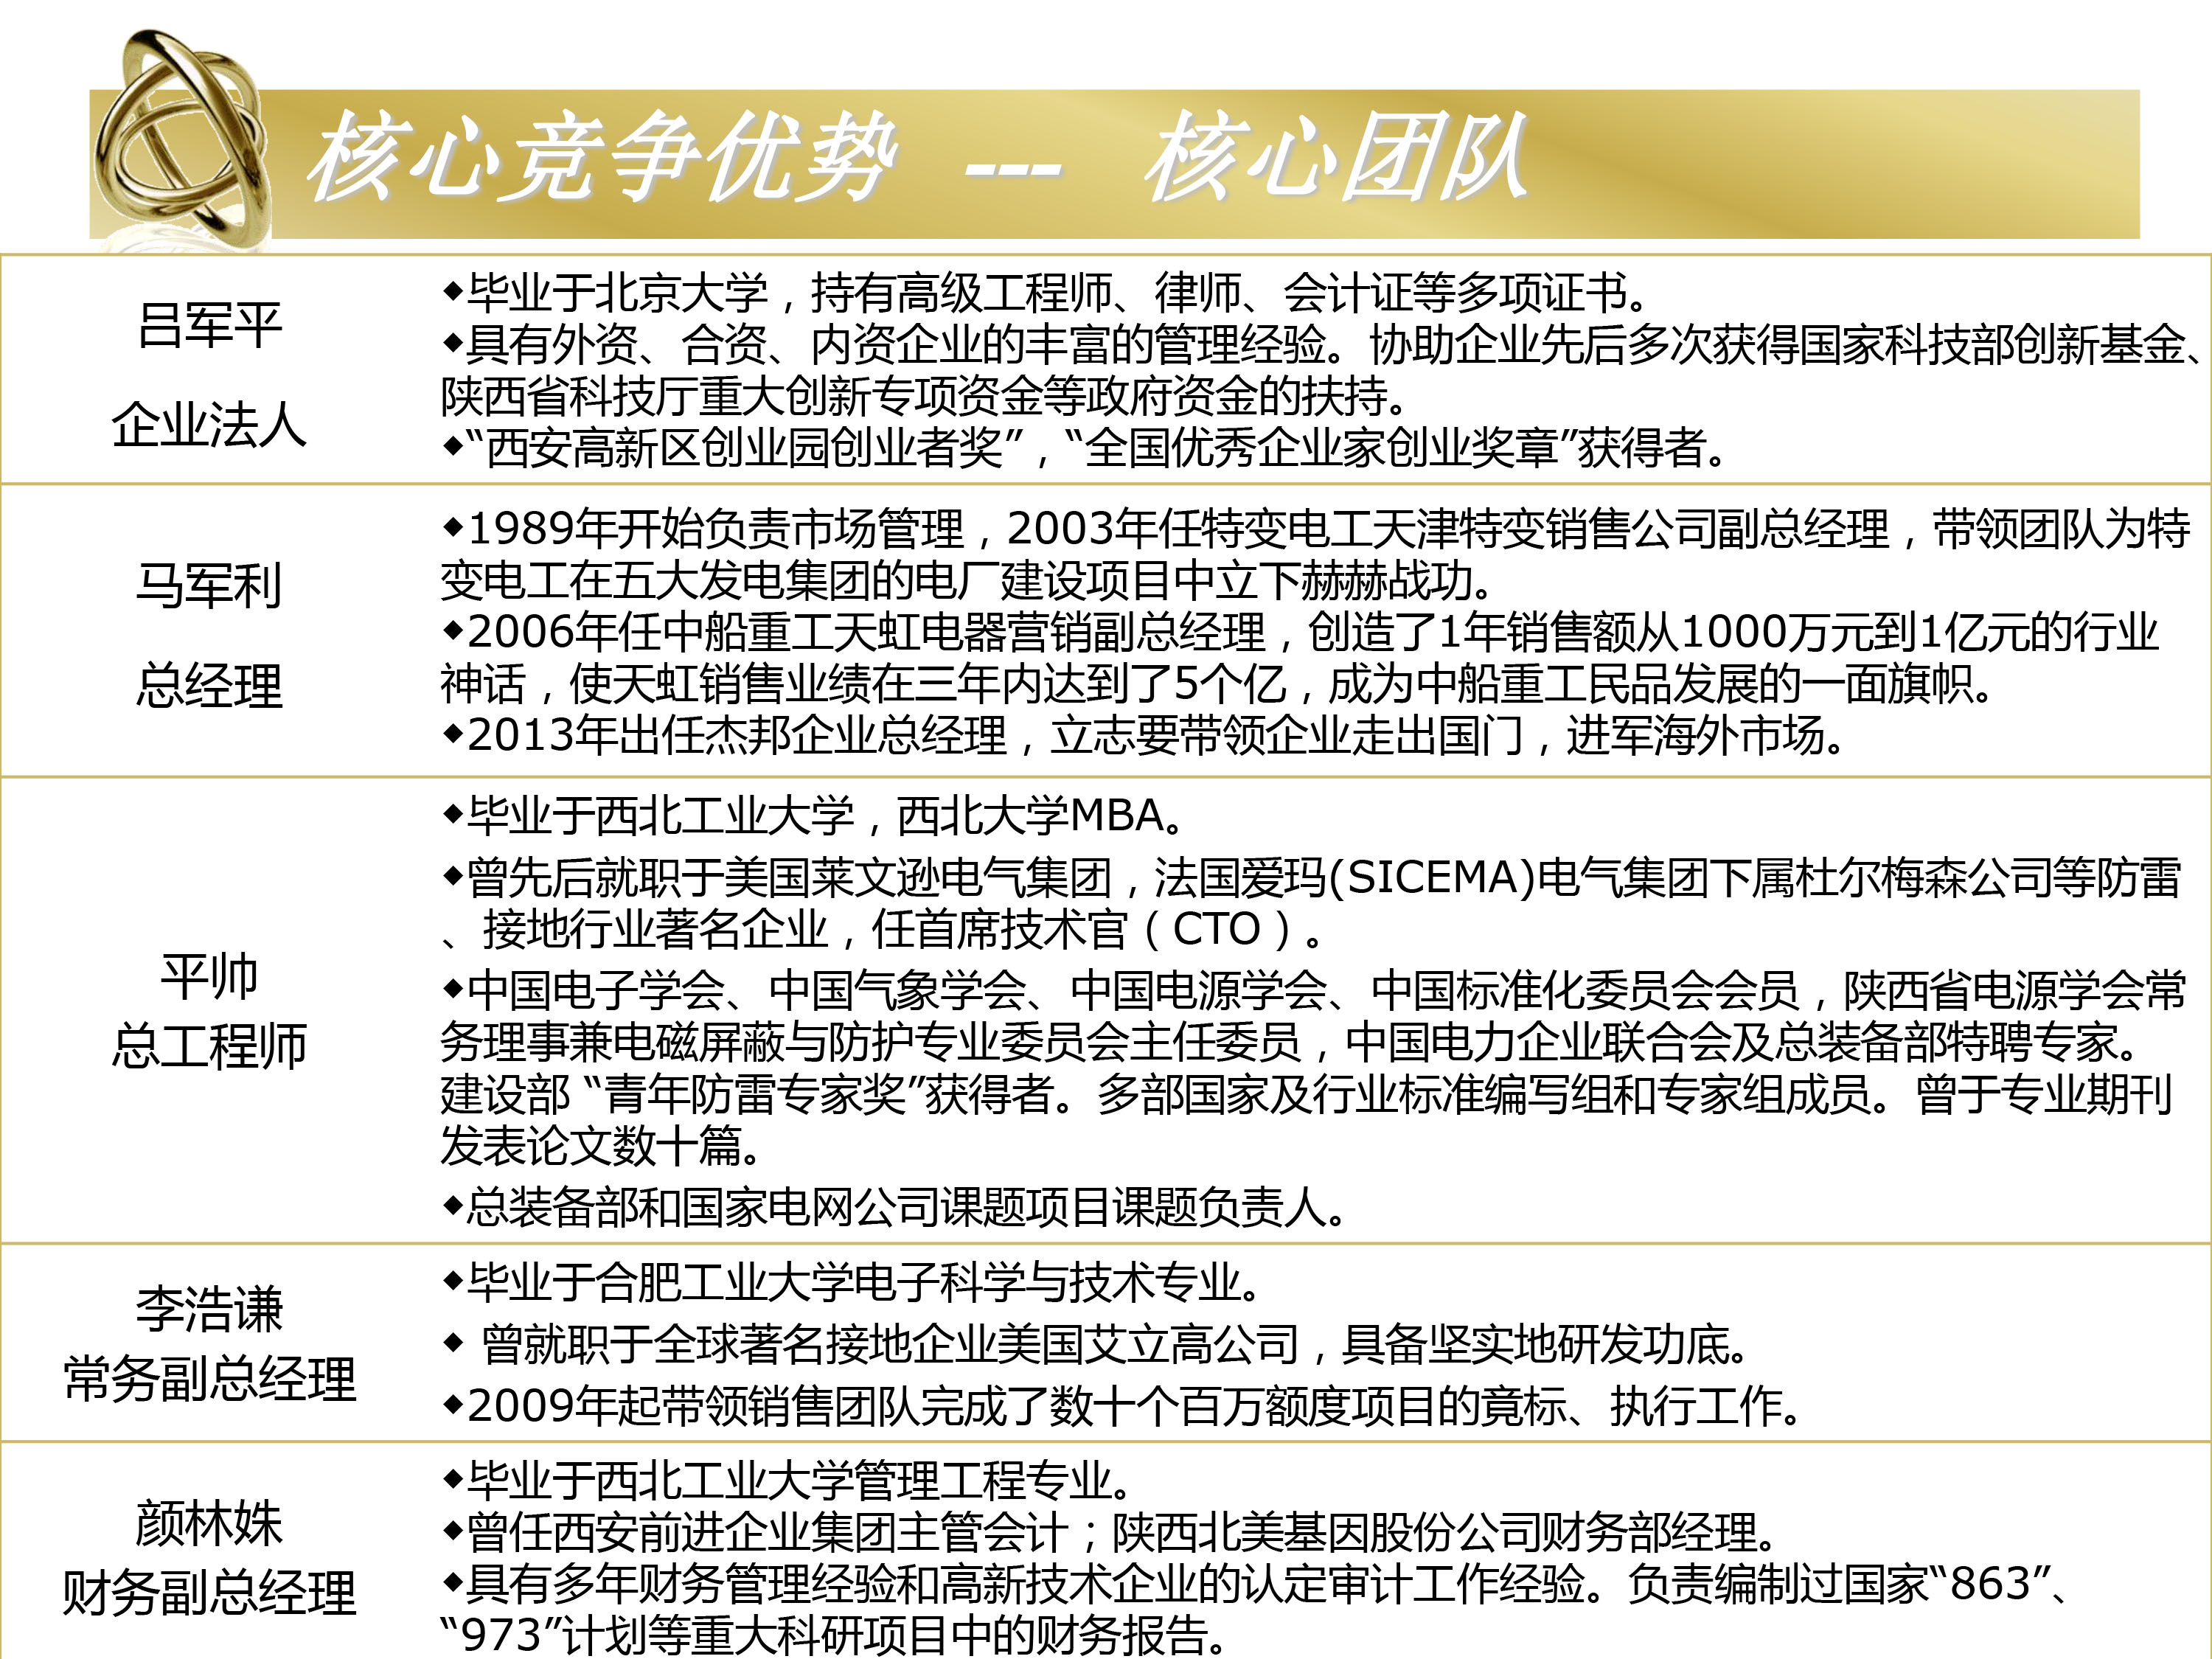 核心竞争优势 --- 核心团队
吕军平
企业法人
◆毕业于北京大学，持有高级工程师、律师、会计证等多项证书。
◆具有外资、合资、内资企业的丰富的管理经验。协助企业先后多次获得国家科技部创新基金、
陕西省科技厅重大创新专项资金等政府资金的扶持。
◆“西安高新区创业园创业者奖”，“全国优秀企业家创业奖章”获得者。
马军利
总经理
◆1989年开始负责市场管理，2003年任特变电工天津特变销售公司副总经理，带领团队为特
变电工在五大发电集团的电厂建设项目中立下赫赫战功。
◆2006年任中船重工天虹电器营销副总经理，创造了1年销售额从1000万元到1亿元的行业
神话，使天虹销售业绩在三年内达到了5个亿，成为中船重工民品发展的一面旗帜。
◆2013年出任杰邦企业总经理，立志要带领企业走出国门，进军海外市场。
平帅
总工程师
◆毕业于西北工业大学，西北大学MBA。
◆曾先后就职于美国莱文逊电气集团，法国爱玛(SICEMA)电气集团下属杜尔梅森公司等防雷
、接地行业著名企业，任首席技术官（CTO）。
◆中国电子学会、中国气象学会、中国电源学会、中国标准化委员会会员，陕西省电源学会常
务理事兼电磁屏蔽与防护专业委员会主任委员，中国电力企业联合会及总装备部特聘专家。
建设部 “青年防雷专家奖”获得者。多部国家及行业标准编写组和专家组成员。曾于专业期刊
发表论文数十篇。
◆总装备部和国家电网公司课题项目课题负责人。
李浩谦
常务副总经理
◆毕业于合肥工业大学电子科学与技术专业。
◆ 曾就职于全球著名接地企业美国艾立高公司，具备坚实地研发功底。
◆2009年起带领销售团队完成了数十个百万额度项目的竟标、执行工作。
颜林姝
财务副总经理
◆毕业于西北工业大学管理工程专业。
◆曾任西安前进企业集团主管会计；陕西北美基因股份公司财务部经理。
◆具有多年财务管理经验和高新技术企业的认定审计工作经验。负责编制过国家“863”、
“973”计划等重大科研项目中的财务报告。